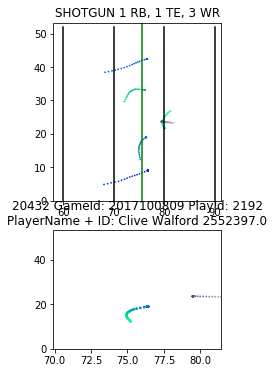 SHOTGUN 1 RB, 1 TE, 3 WR
50
40
30
20
10
0
60 70 80 90
20432 GameId: 2017100809 PlayId: 2192
PlayerName + ID: Clive Walford 2552397.0
40
20
0
70.0 72.5 75.0 77.5 80.0